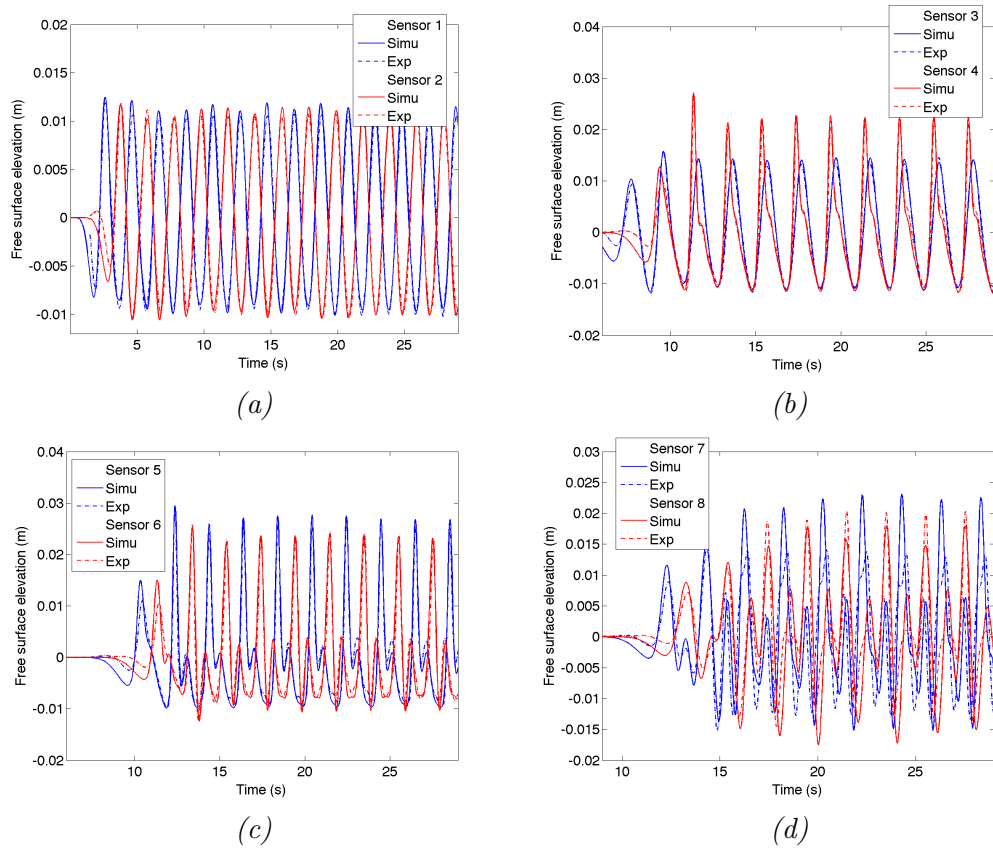 0.02
0.015
0.01
0.005
0
-0.005
-0.01
5
10
15
20
25
Time (s)
Free surface elevation (m)
Sensor 1
Simu
Exp
Sensor 2
Simu
Exp
(a)
0.04
0.03
0.02
0.01
0
-0.01
-0.02
10
15
20
25
Time (s)
Free surface elevation (m)
Sensor 3
Simu
Exp
Sensor 4
Simu
Exp
(b)
0.04
0.03
0.02
0.01
0
-0.01
-0.02
10
15
20
25
Time (s)
Free surface elevation (m)
Sensor 5
Simu
Exp
Sensor 6
Simu
Exp
(c)
0.03
0.025
0.02
0.015
0.01
0.005
0
-0.005
-0.01
-0.015
-0.02
10
15
20
25
Time (s)
Free surface elevation (m)
Sensor 7
Simu
Exp
Sensor 8
Simu
Exp
(d)